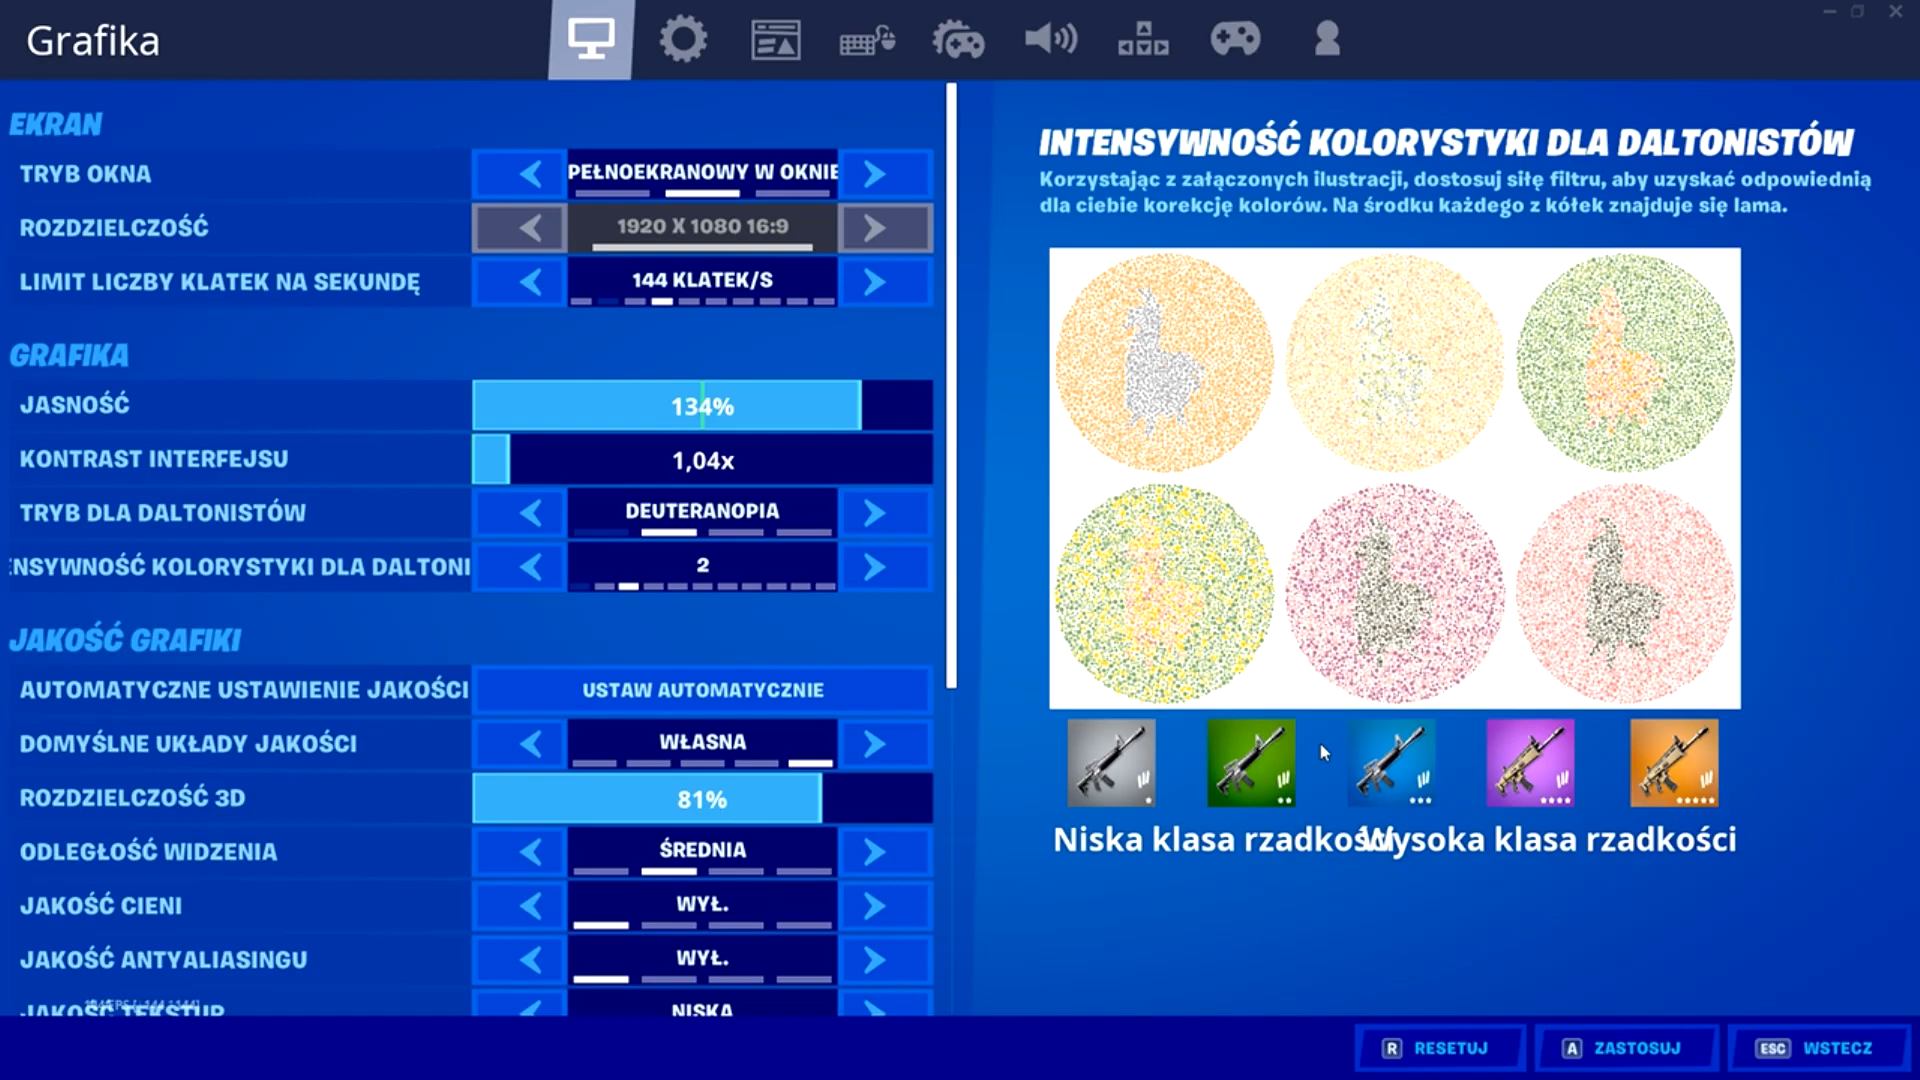 Grafika
EKRAN
TRYB OKNA
PEŁNOEKRANOWY W OKNIE
ROZDZIELCZOŚĆ
1920 X 1080 16:9
LIMIT LICZBY KLATEK NA SEKUNDĘ
144 KLATEK/S
GRAFIKA
JASNOŚĆ
134%
KONTRAST INTERFEJSU
1,04x
TRYB DLA DALTONISTÓW
DEUTERANOPIA
ENSYWNOŚĆ KOLORYSTYKI DLA DALTONI
2
JAKOŚĆ GRAFIKI
AUTOMATYCZNE USTAWIENIE JAKOŚCI
USTAW AUTOMATYCZNIE
DOMYŚLNE UKŁADY JAKOŚCI
WŁASNA
ROZDZIELCZOŚĆ 3D
81%
ODLEGŁOŚĆ WIDZENIA
ŚREDNIA
JAKOŚĆ CIENI
WYŁ.
JAKOŚĆ ANTYALIASINGU
WYŁ.
JAKOŚĆ TEKSTUR
NISKA
INTENSYWNOŚĆ KOLORYSTYKI DLA DALTONISTÓW
Korzystając z załączonych ilustracji, dostosuj siłę filtru, aby uzyskać odpowiednią
dla ciebie korekcję kolorów. Na środku każdego z kółek znajduje się lama.
Niska klasa rzadkości
Wysoka klasa rzadkości
R RESETUJ
A ZASTOSUJ
ESC WSTECZ